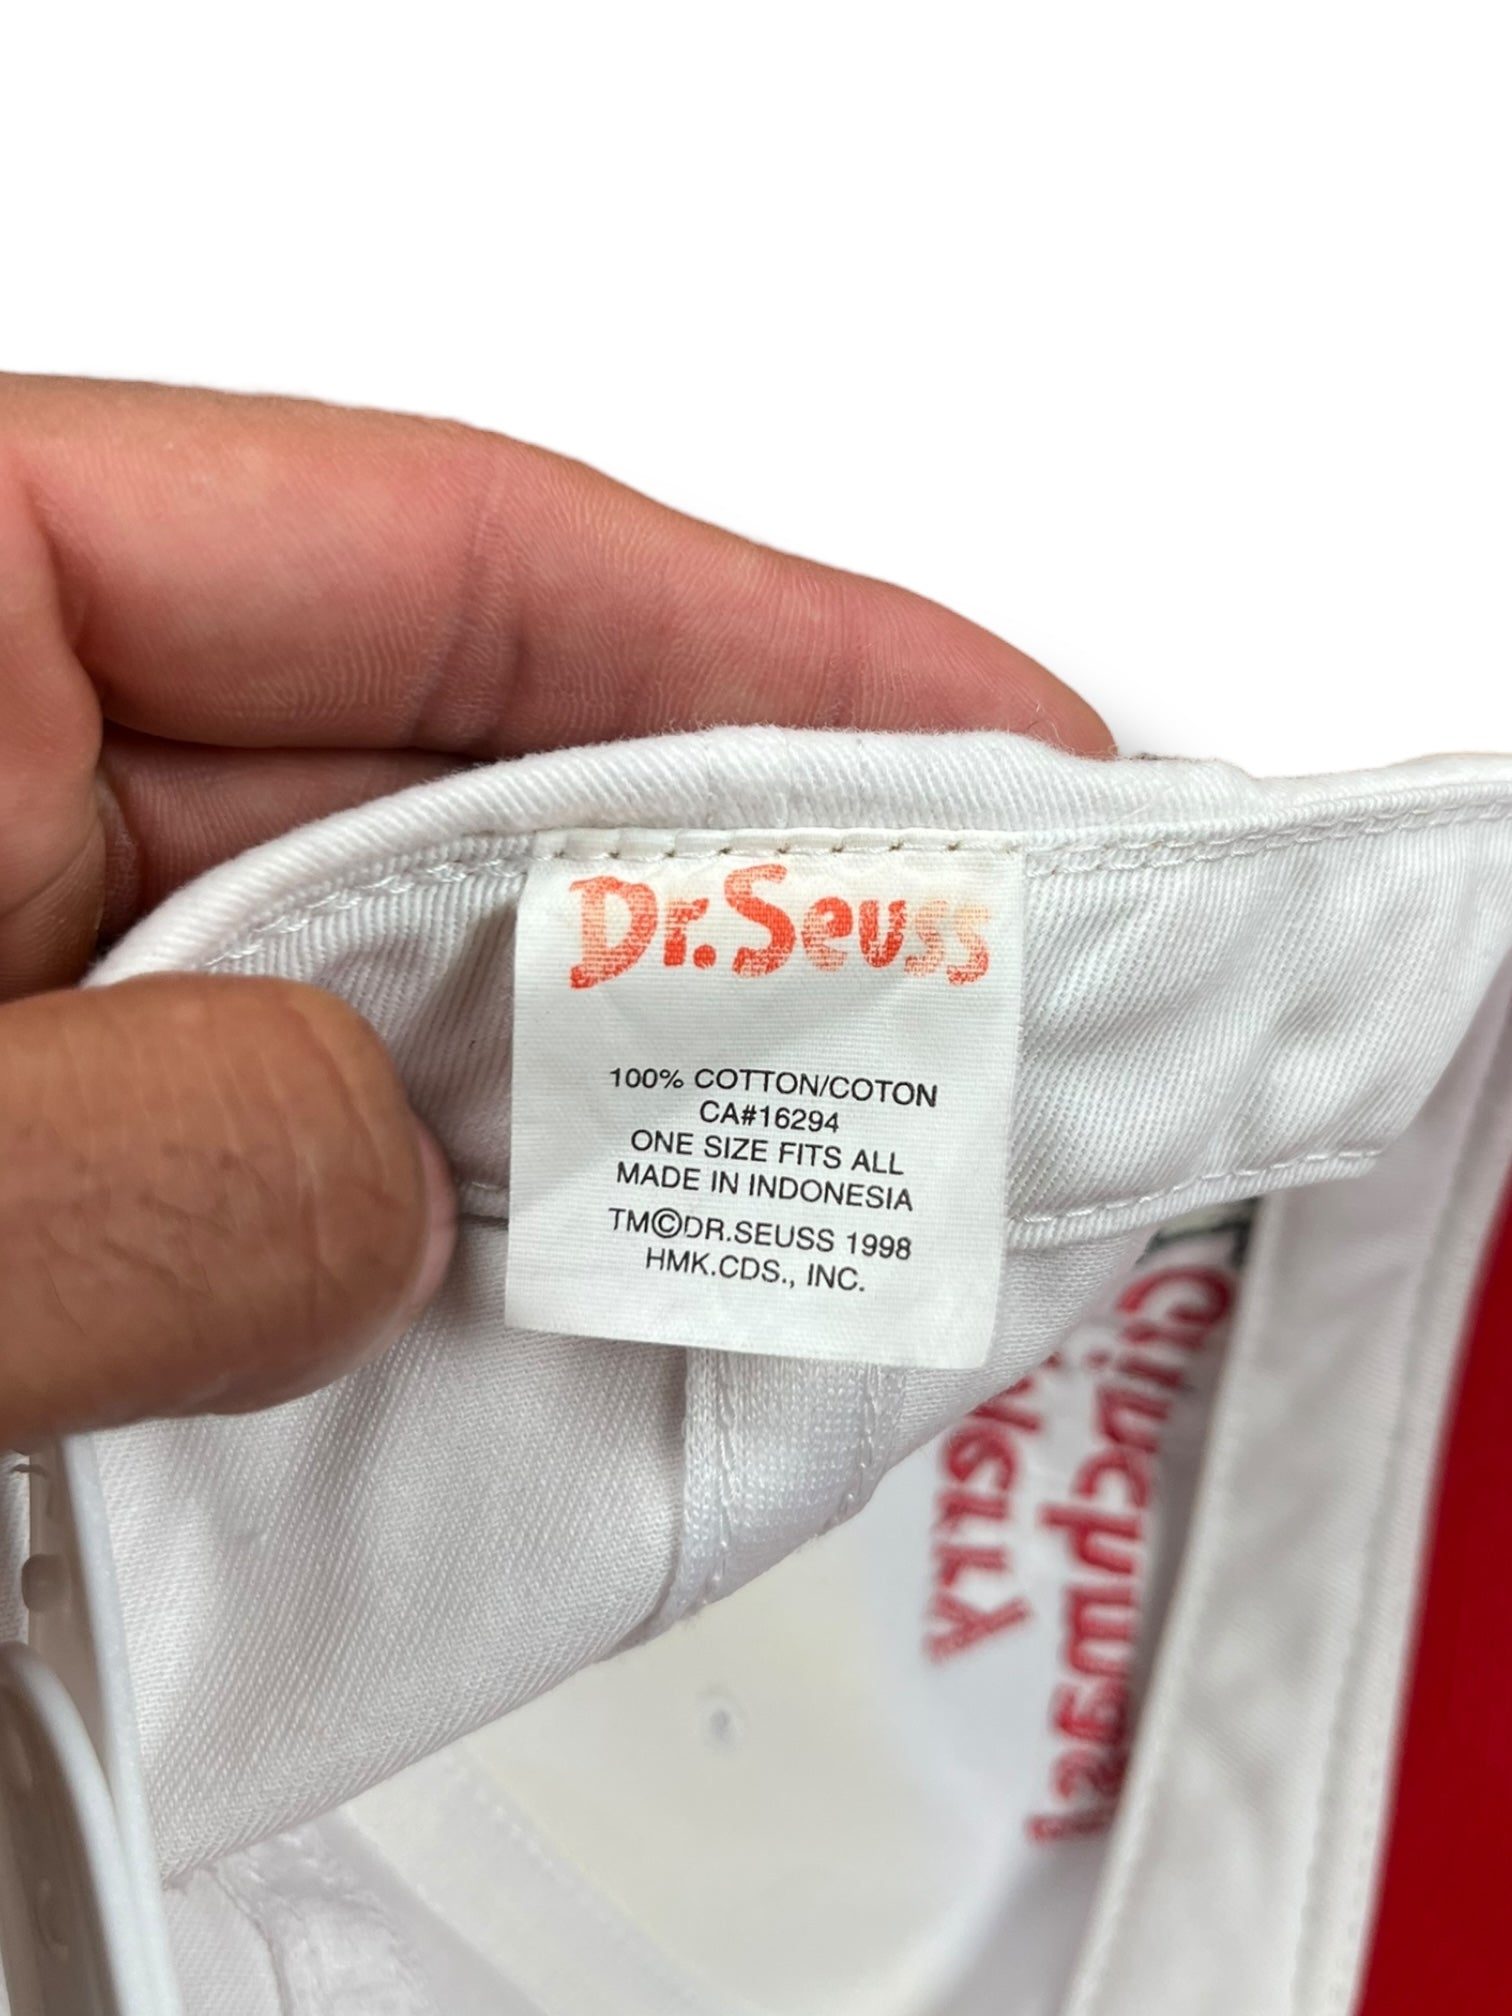 Dr. Seuss
100% COTTON/COTON
CA#16294
ONE SIZE FITS ALL
MADE IN INDONESIA
TM©DR.SEUSS 1998
HMK.CDS., INC.